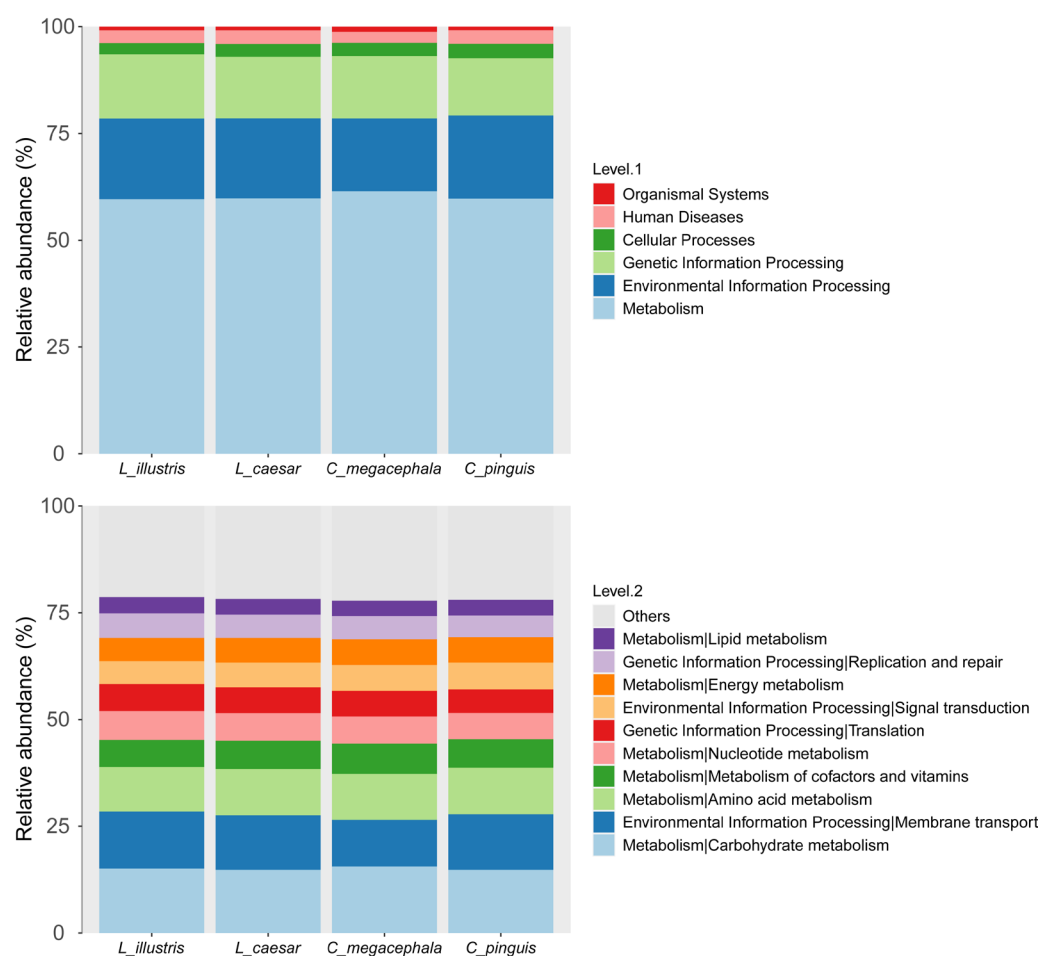 100
75
50
25
0
Relative abundance (%)
L_illustris
L_caesar
C_megacephala
C_pinguis
Level.1
Organismal Systems
Human Diseases
Cellular Processes
Genetic Information Processing
Environmental Information Processing
Metabolism
100
75
50
25
0
Relative abundance (%)
L_illustris
L_caesar
C_megacephala
C_pinguis
Level.2
Others
Metabolism|Lipid metabolism
Genetic Information Processing|Replication and repair
Metabolism|Energy metabolism
Environmental Information Processing|Signal transduction
Genetic Information Processing|Translation
Metabolism|Nucleotide metabolism
Metabolism|Metabolism of cofactors and vitamins
Metabolism|Amino acid metabolism
Environmental Information Processing|Membrane transport
Metabolism|Carbohydrate metabolism